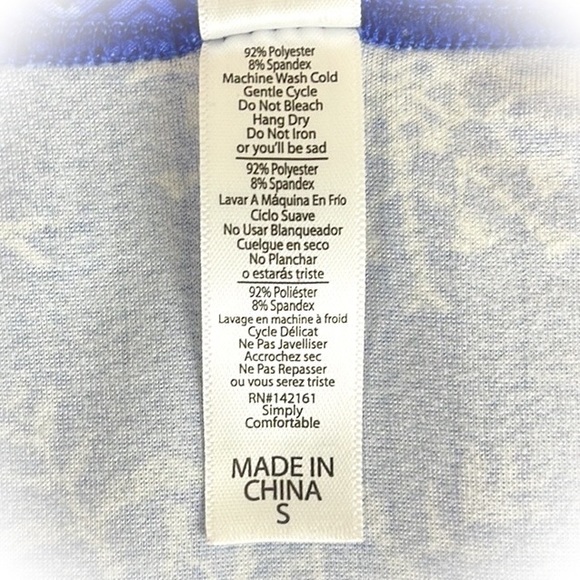 92% Polyester
8% Spandex
Machine Wash Cold
Gentle Cycle
Do Not Bleach
Hang Dry
Do Not Iron
or you'll be sad
92% Polyester
8% Spandex
Lavar A Máquina En Frío
Ciclo Suave
No Usar Blanqueador
Cuelgue en seco
No Planchar
o estarás triste
92% Poliéster
8% Spandex
Lavage en machine à froid
Cycle Délicat
Ne Pas Javelliser
Accrochez sec
Ne Pas Repasser
ou vous serez triste
RN#142161
Simply
Comfortable
MADE IN
CHINA
S